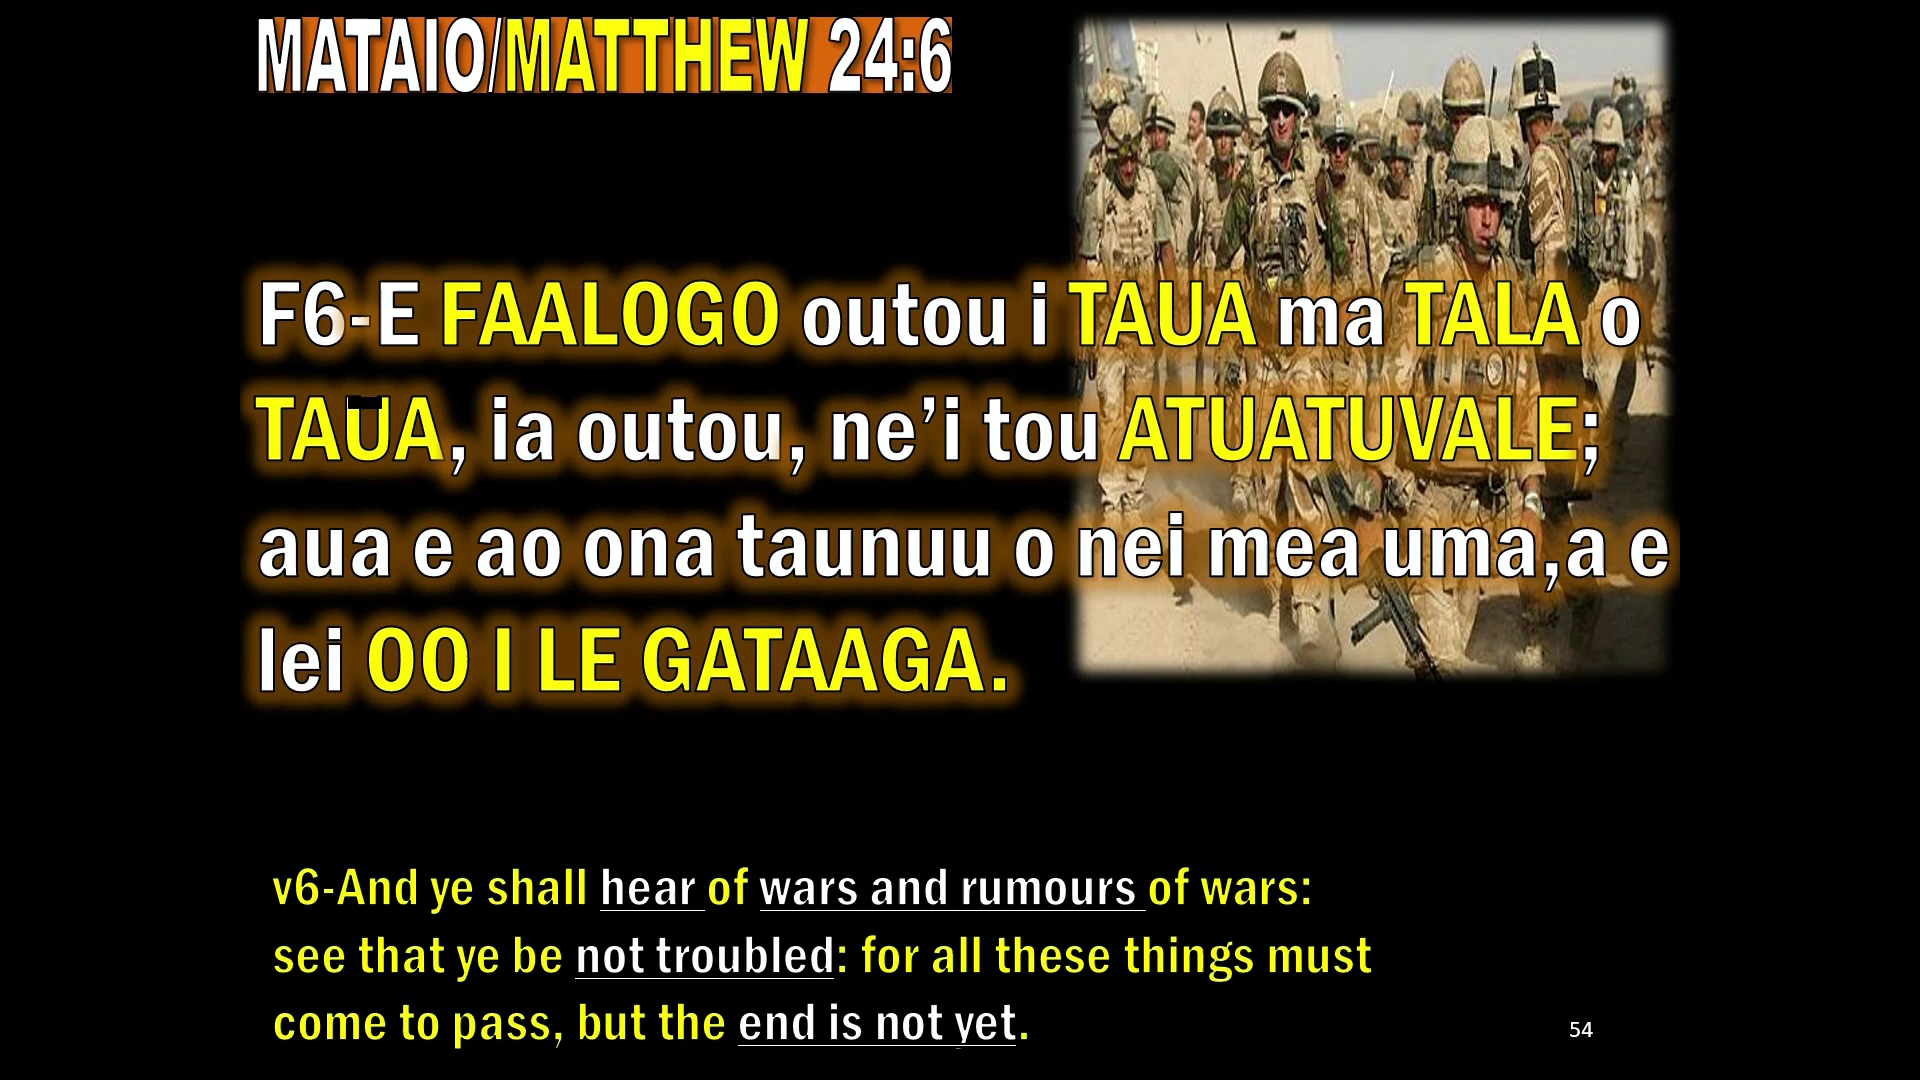 MATAIO/MATTHEW 24:6
F6-E FAALOGO outou i TAUA ma TALA o
TAUA, ia outou, ne’i tou ATUATUVALE;
aua e ao ona taunuu o nei mea uma,a e
lei OO I LE GATAAGA.
v6-And ye shall hear of wars and rumours of wars:
see that ye be not troubled: for all these things must
come to pass, but the end is not yet.
54